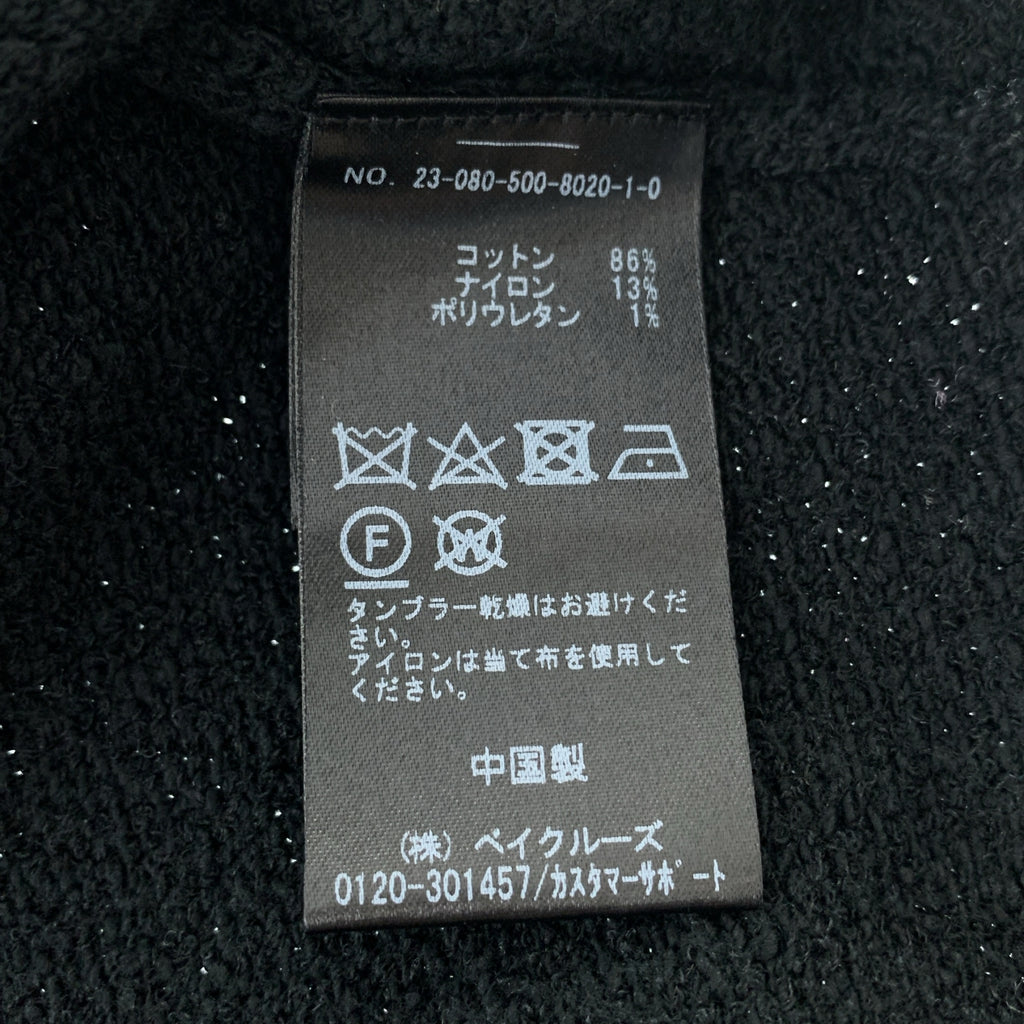 NO. 23-080-500-8020-1-0
コットン 86%
ナイロン 13%
ポリウレタン 1%
F
W
タンブラー乾燥はお避けくだ
さい。
アイロンは当て布を使用して
ください。
中国製
(株) ベイクルーズ
0120-301457/カスタマーサポート